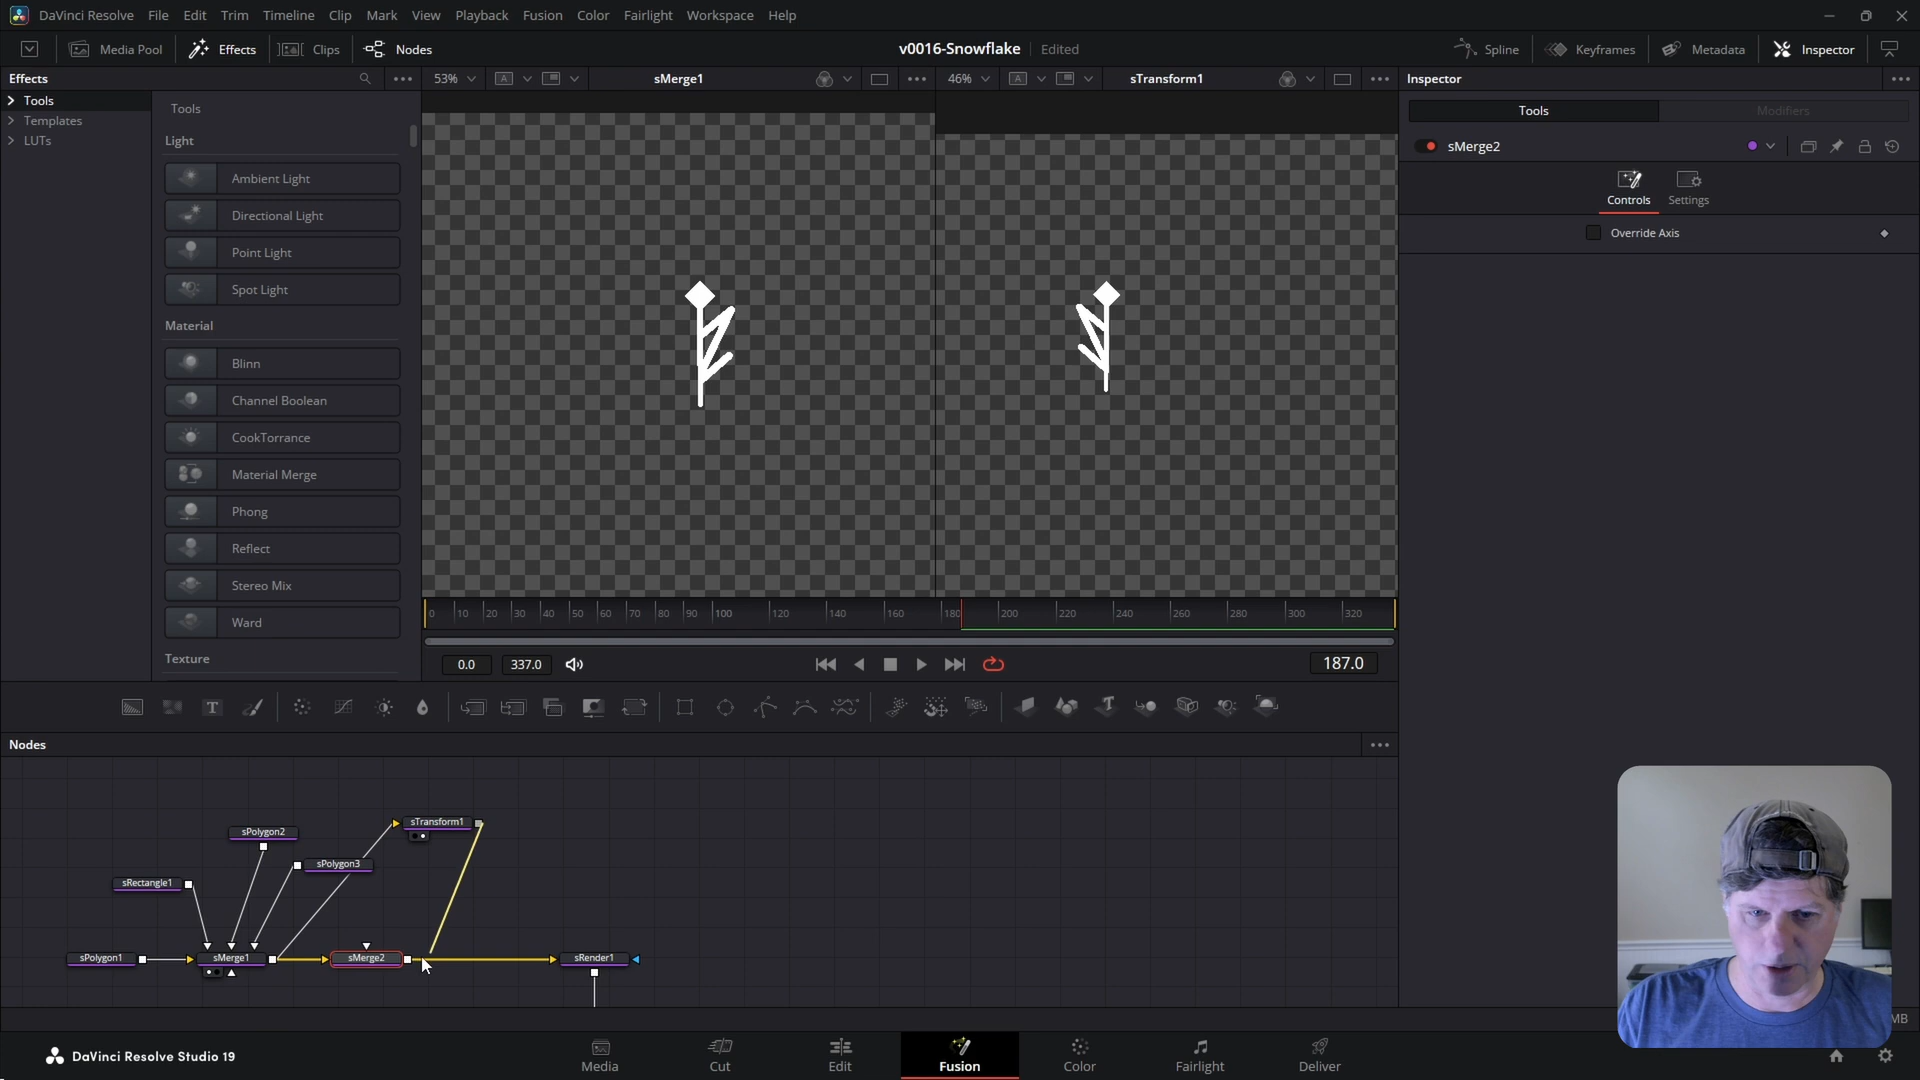 DaVinci Resolve File Edit Trim Timeline Clip Mark View Playback Fusion Color Fairlight Workspace Help
Media Pool Effects Clips Nodes v0016-Snowflake Edited Spline Keyframes Metadata Inspector
Effects 53% A sMerge1 46% A sTransform1 Inspector
Tools
Templates
LUTs
Tools
Light
Ambient Light
Directional Light
Point Light
Spot Light
Material
Blinn
Channel Boolean
CookTorrance
Material Merge
Phong
Reflect
Stereo Mix
Ward
Texture
Tools Modifiers
sMerge2
Controls Settings
Override Axis
0 10 20 30 40 50 60 70 80 90 100 120 140 160 180 200 220 240 260 280 300 320
0.0 337.0 187.0
T
Nodes
sTransform1
sPolygon2
sPolygon3
sRectangle1
sPolygon1 sMerge1 sMerge2 sRender1
MB
DaVinci Resolve Studio 19
Media Cut Edit Fusion Color Fairlight Deliver